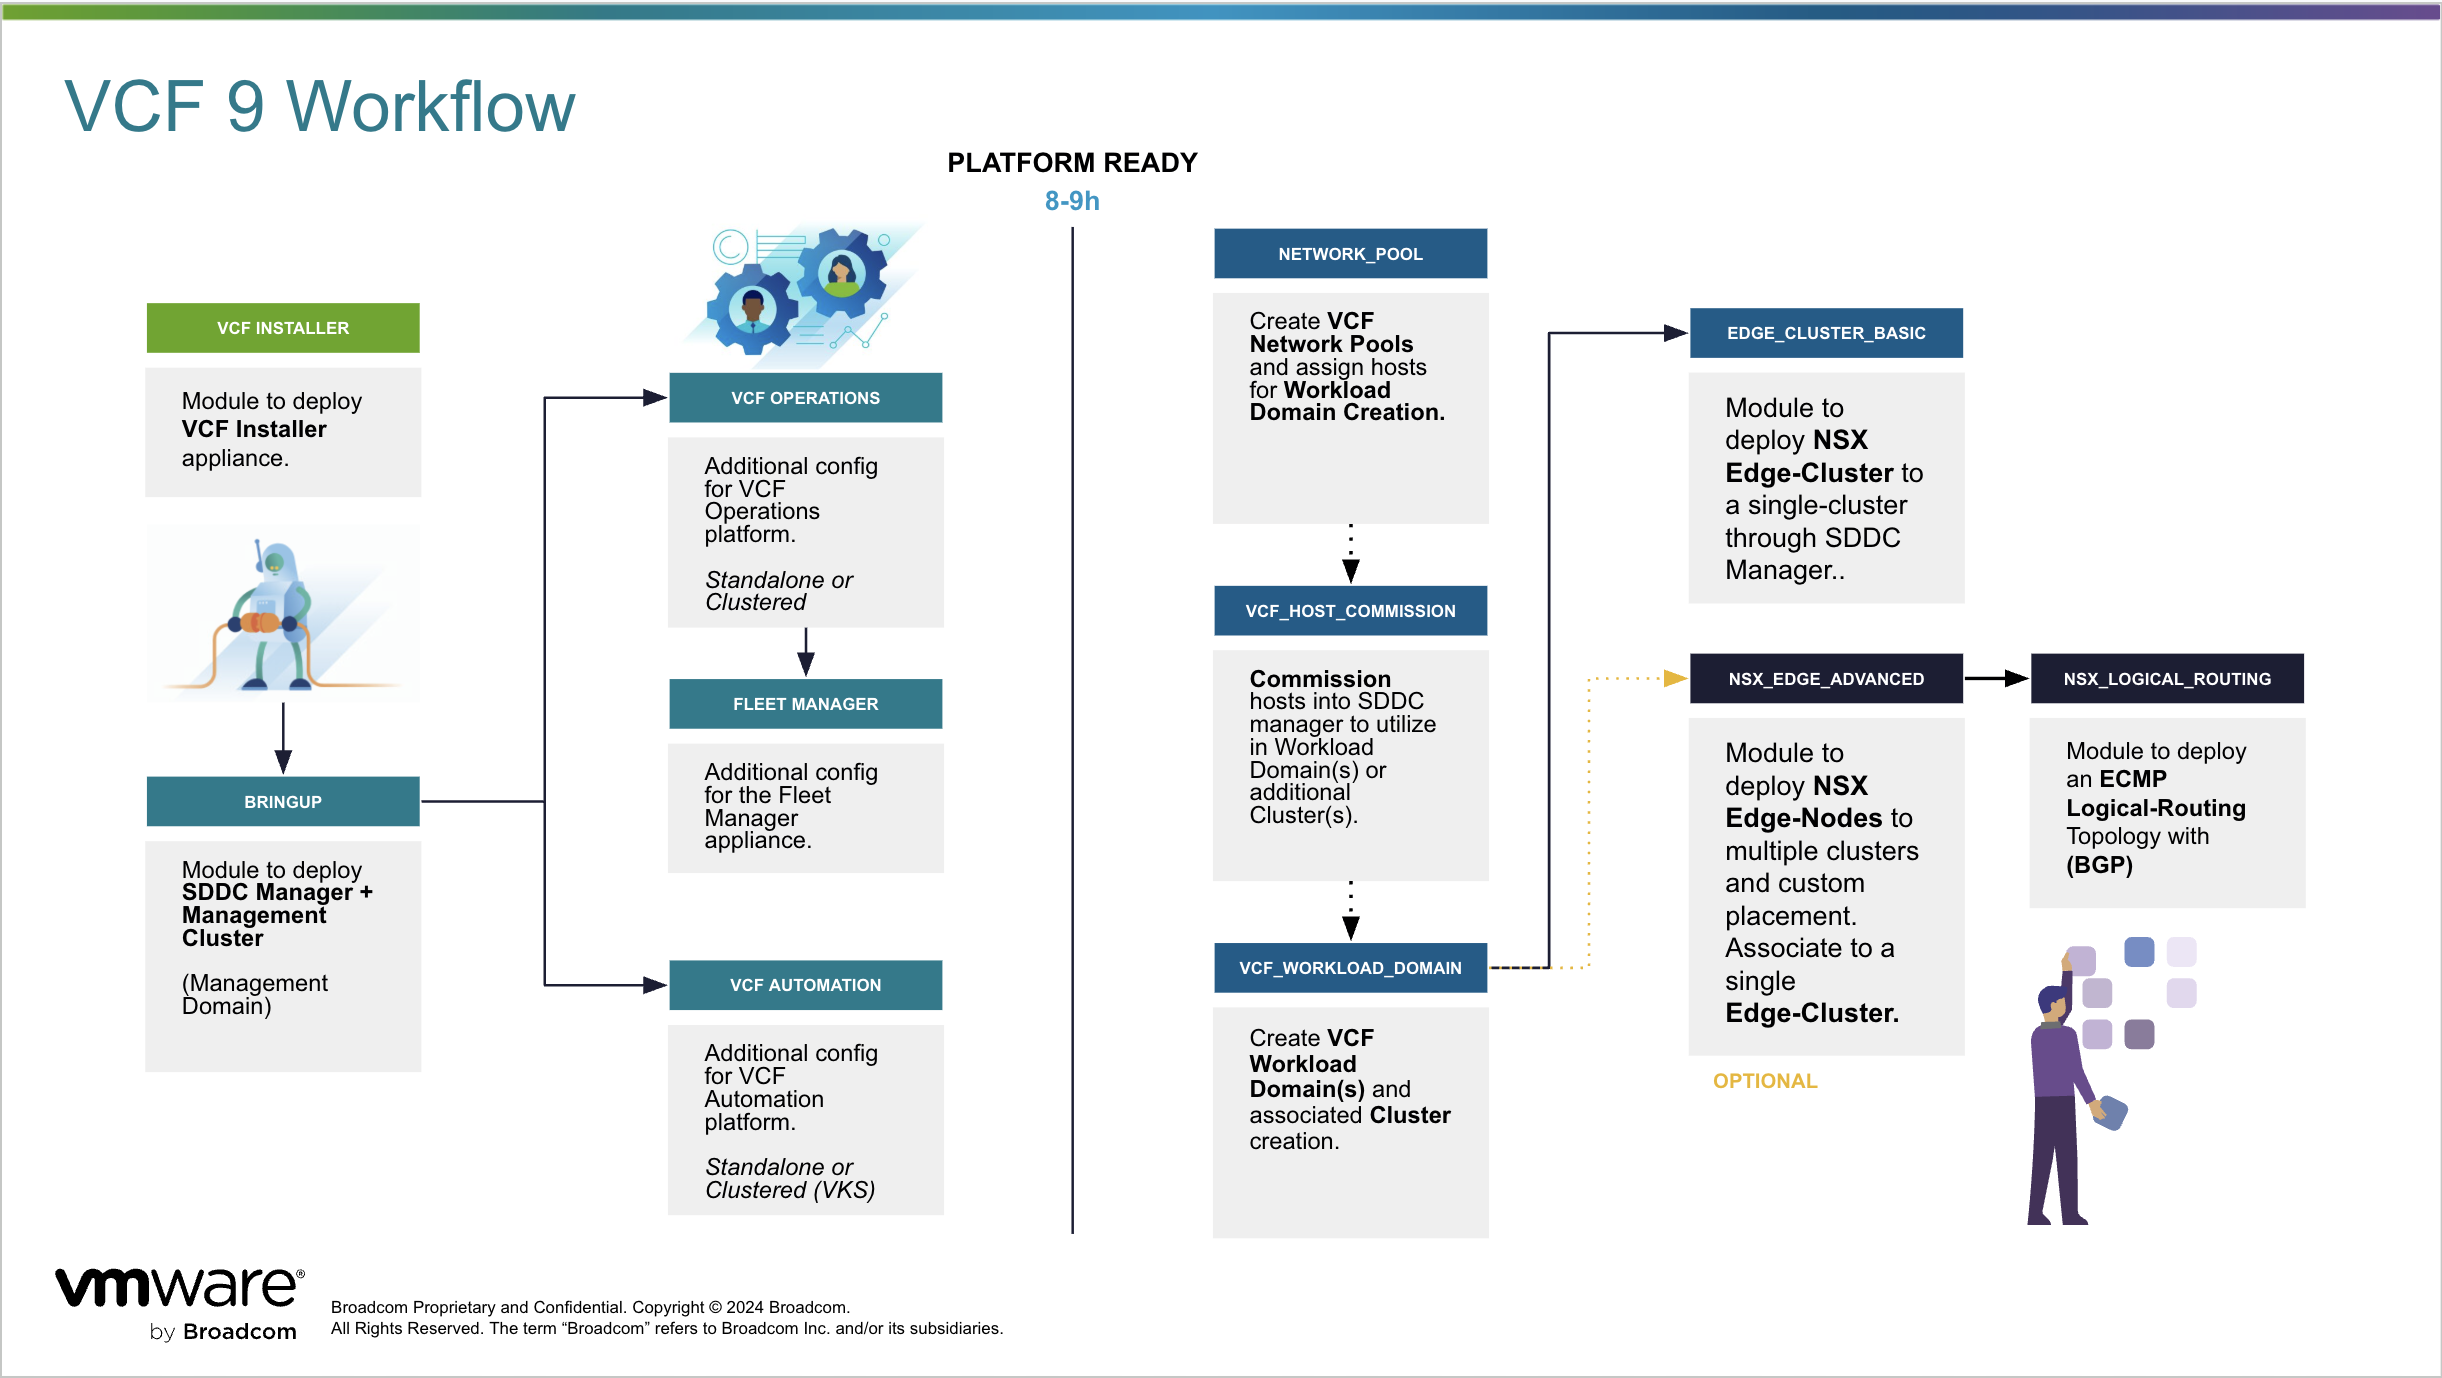 VCF 9 Workflow
PLATFORM READY
8-9h
VCF INSTALLER
Module to deploy
VCF Installer
appliance.
BRINGUP
Module to deploy
SDDC Manager +
Management
Cluster
(Management
Domain)
VCF OPERATIONS
Additional config
for VCF
Operations
platform.
Standalone or
Clustered
FLEET MANAGER
Additional config
for the Fleet
Manager
appliance.
VCF AUTOMATION
Additional config
for VCF
Automation
platform.
Standalone or
Clustered (VKS)
NETWORK_POOL
Create VCF
Network Pools
and assign hosts
for Workload
Domain Creation.
VCF_HOST_COMMISSION
Commission
hosts into SDDC
manager to utilize
in Workload
Domain(s) or
additional
Cluster(s).
VCF_WORKLOAD_DOMAIN
Create VCF
Workload
Domain(s) and
associated Cluster
creation.
EDGE_CLUSTER_BASIC
Module to
deploy NSX
Edge-Cluster to
a single-cluster
through SDDC
Manager..
NSX_EDGE_ADVANCED
Module to
deploy NSX
Edge-Nodes to
multiple clusters
and custom
placement.
Associate to a
single
Edge-Cluster.
OPTIONAL
NSX_LOGICAL_ROUTING
Module to deploy
an ECMP
Logical-Routing
Topology with
(BGP)
vmware®
by Broadcom
Broadcom Proprietary and Confidential. Copyright © 2024 Broadcom.
All Rights Reserved. The term “Broadcom” refers to Broadcom Inc. and/or its subsidiaries.